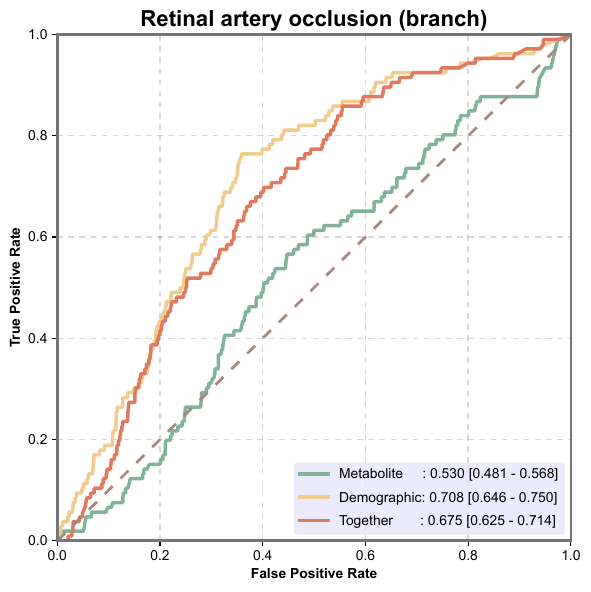 Retinal artery occlusion (branch)
1.0
0.8
0.6
0.4
0.2
0.0
True Positive Rate
Metabolite : 0.530 [0.481 - 0.568]
Demographic: 0.708 [0.646 - 0.750]
Together : 0.675 [0.625 - 0.714]
0.0 0.2 0.4 0.6 0.8 1.0
False Positive Rate